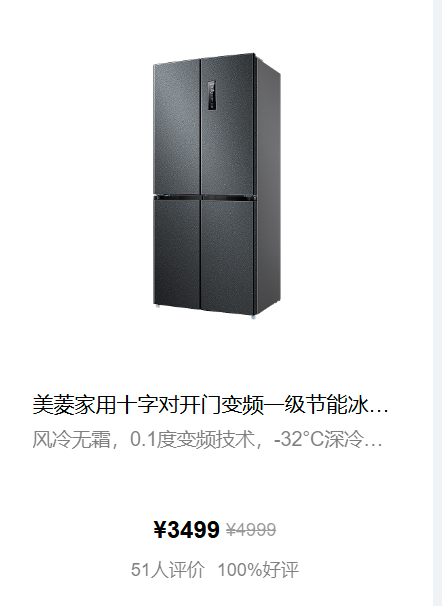 美菱家用十字对开门变频一级节能冰…
风冷无霜，0.1度变频技术，-32°C深冷…
¥3499 ¥4999
51人评价 100%好评